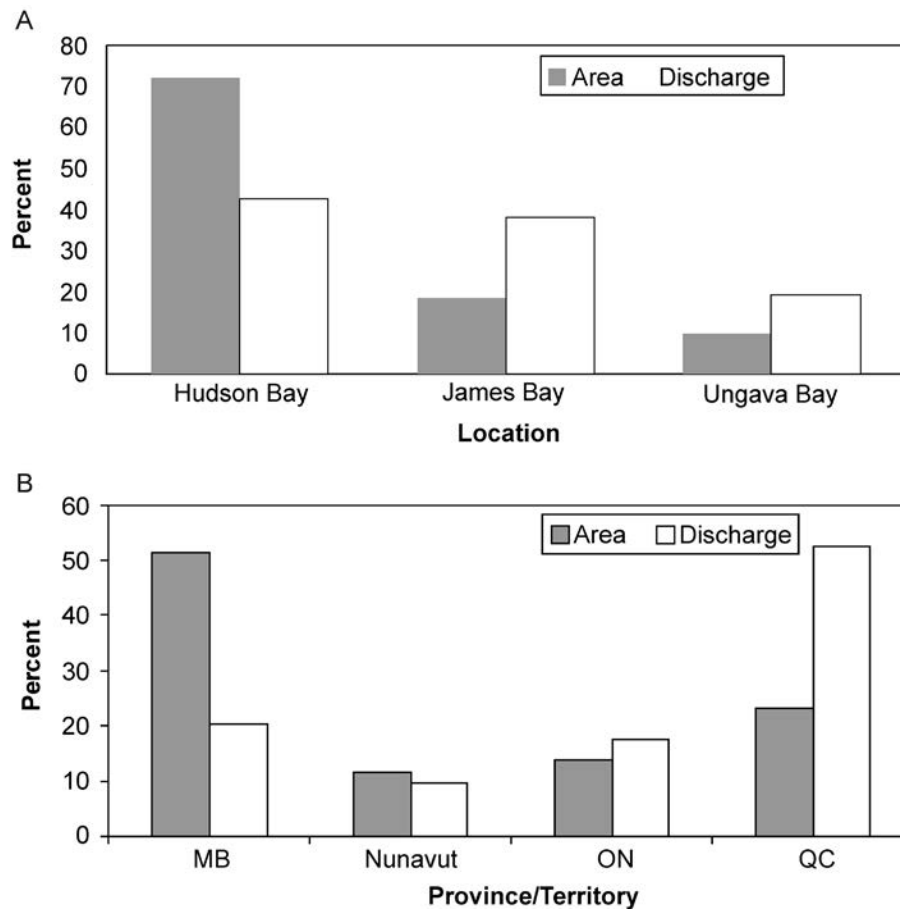 A
80
70
60
50
40
30
20
10
0
Percent
Area Discharge
Hudson Bay James Bay Ungava Bay
Location
B
60
50
40
30
20
10
0
Percent
Area Discharge
MB Nunavut ON QC
Province/Territory